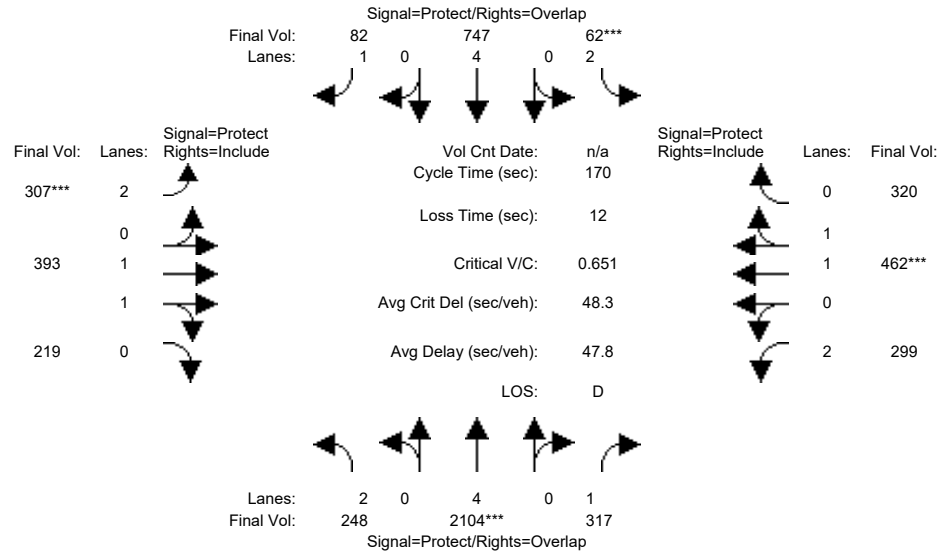 Signal=Protect/Rights=Overlap
Final Vol: 82 747 62***
Lanes: 1 0 4 0 2
Signal=Protect
Final Vol: Lanes: Rights=Include
307*** 2
0
393 1
1
219 0
Vol Cnt Date: n/a
Cycle Time (sec): 170
Loss Time (sec): 12
Critical V/C: 0.651
Avg Crit Del (sec/veh): 48.3
Avg Delay (sec/veh): 47.8
LOS: D
Signal=Protect
Rights=Include Lanes: Final Vol:
0 320
1
1 462***
0
2 299
Lanes: 2 0 4 0 1
Final Vol: 248 2104*** 317
Signal=Protect/Rights=Overlap